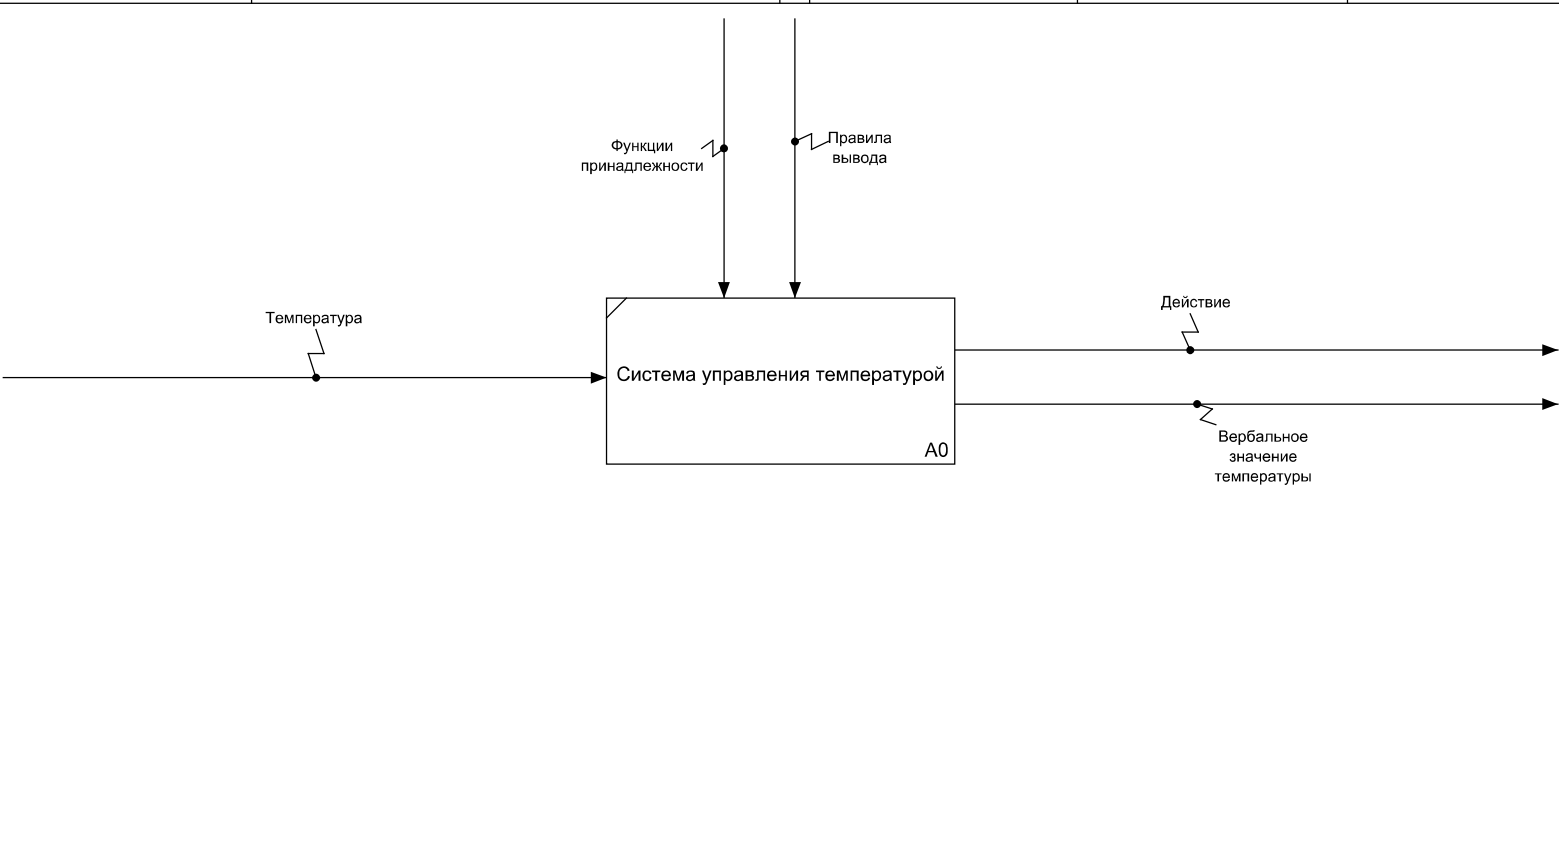 Функции
принадлежности
Правила
вывода
Температура
Действие
Система управления температурой
A0
Вербальное
значение
температуры